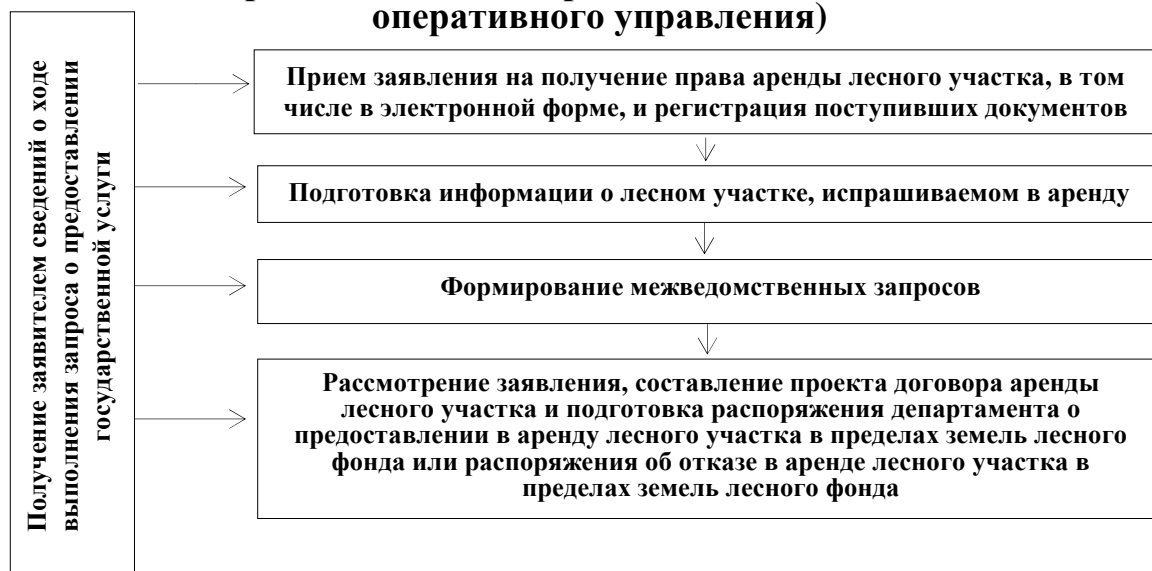 оперативного управления)
Получение заявителем сведений о ходе
выполнения запроса о предоставлении
государственной услуги
Прием заявления на получение права аренды лесного участка, в том
числе в электронной форме, и регистрация поступивших документов
Подготовка информации о лесном участке, испрашиваемом в аренду
Формирование межведомственных запросов
Рассмотрение заявления, составление проекта договора аренды
лесного участка и подготовка распоряжения департамента о
предоставлении в аренду лесного участка в пределах земель лесного
фонда или распоряжения об отказе в аренде лесного участка в
пределах земель лесного фонда